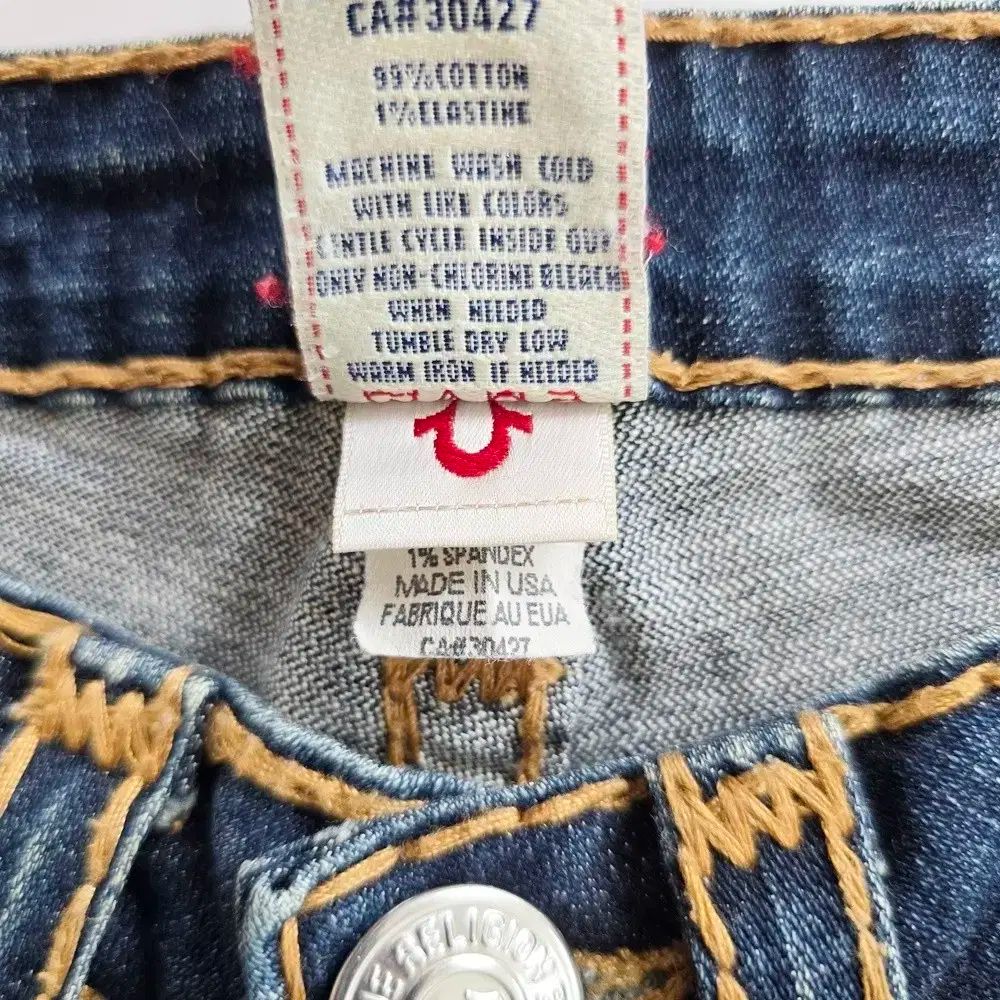 CA#30427
99%COTTON
1%ELASTINE
MACHINE WASH COLD
WITH LIKE COLORS
GENTLE CYCLE INSIDE OUT
ONLY NON-CHLORINE BLEACH
WHEN NEEDED
TUMBLE DRY LOW
WARM IRON IF NEEDED
1% SPANDEX
MADE IN USA
FABRIQUE AU EUA
CA#30427
RELIGION